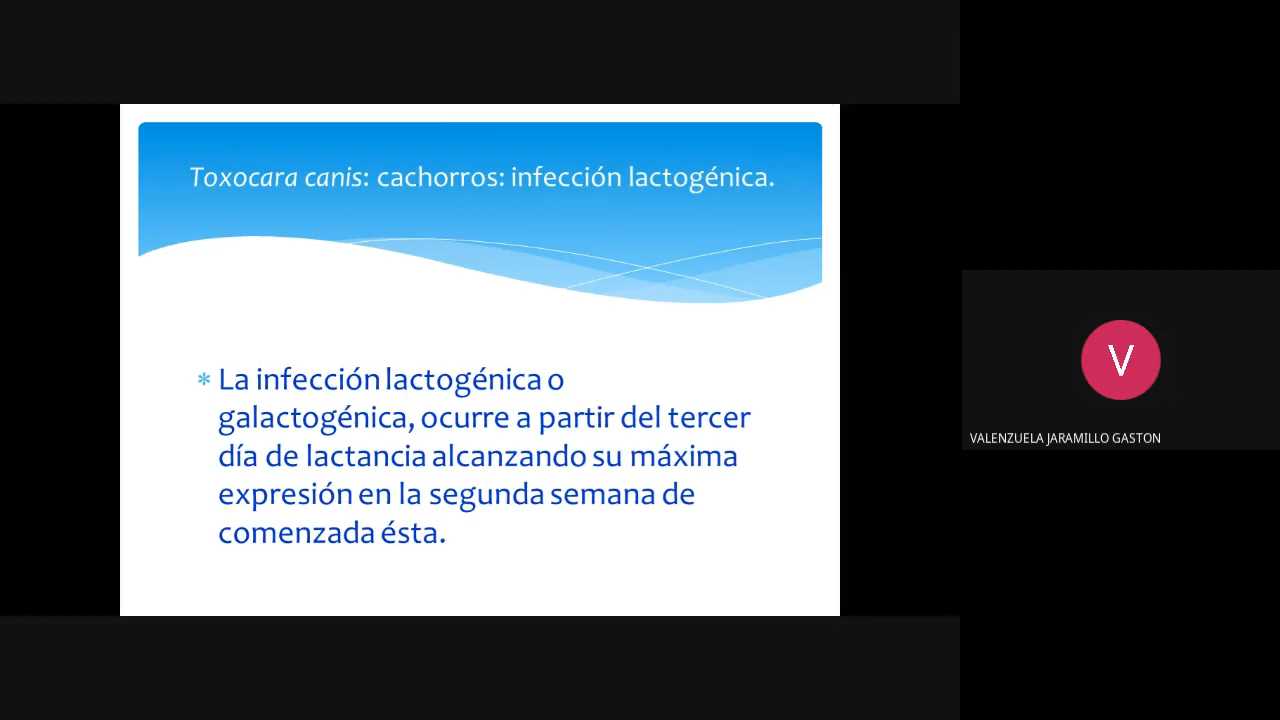 Toxocara canis: cachorros: infección lactogénica.
* La infección lactogénica o
galactogénica, ocurre a partir del tercer
día de lactancia alcanzando su máxima
expresión en la segunda semana de
comenzada ésta.
V
VALENZUELA JARAMILLO GASTON